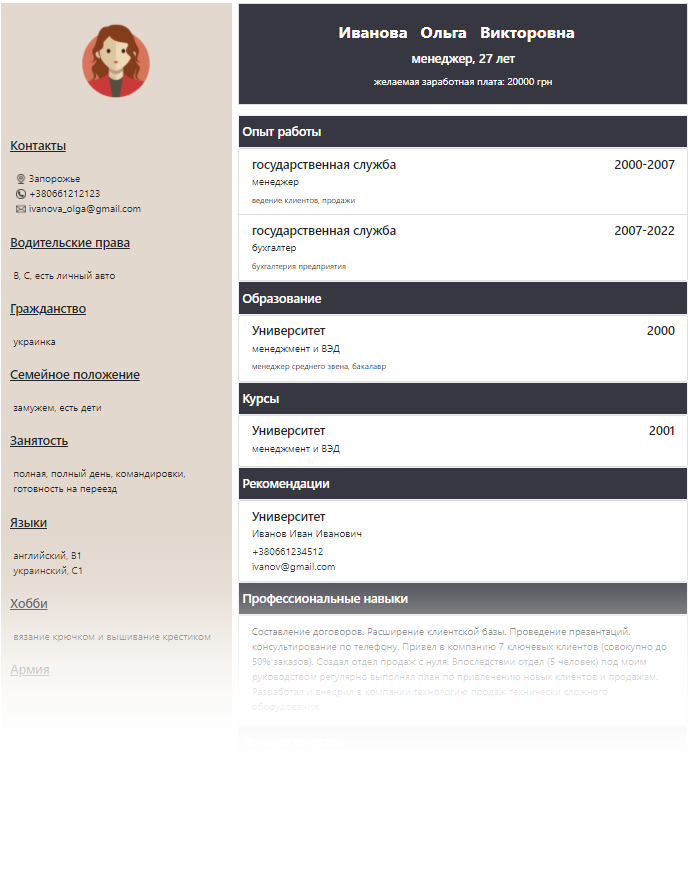 Контакты
Запорожье
+380661212123
ivanova_olga@gmail.com
Водительские права
B, C, есть личный авто
Гражданство
украинка
Семейное положение
замужем, есть дети
Занятость
полная, полный день, командировки,
готовность на переезд
Языки
английский, B1
украинский, C1
Хобби
вязание крючком и вышивание крестиком
Армия
Иванова Ольга Викторовна
менеджер, 27 лет
желаемая заработная плата: 20000 грн
Опыт работы
государственная служба 2000-2007
менеджер
ведение клиентов, продажи
государственная служба 2007-2022
бухгалтер
бухгалтерия предприятия
Образование
Университет 2000
менеджмент и ВЭД
менеджер среднего звена, бакалавр
Курсы
Университет 2001
менеджмент и ВЭД
Рекомендации
Университет
Иванов Иван Иванович
+380661234512
ivanov@gmail.com
Профессиональные навыки
Составление договоров. Расширение клиентской базы. Проведение презентаций.
консультирование по телефону. Привел в компанию 7 ключевых клиентов (совокупно до
50% заказов). Создал отдел продаж с нуля. Впоследствии отдел (5 человек) под моим
руководством регулярно выполнял план по привлечению новых клиентов и продажам.
Разработал и внедрил в компании технологию продаж технически сложного
оборудования.